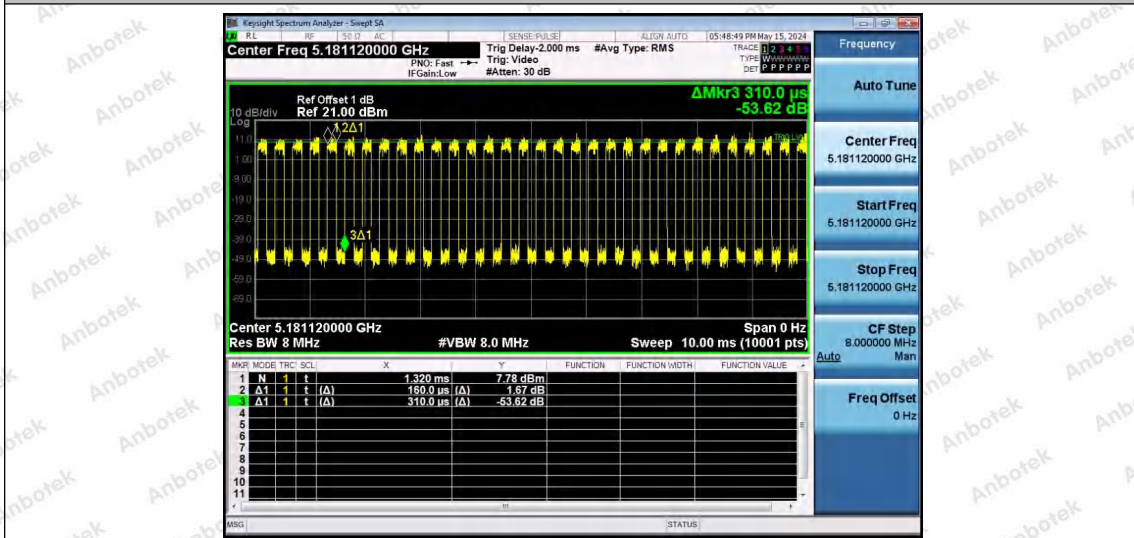 Keysight Spectrum Analyzer - Swept SA
RL RF 50 Ω AC SENSE:PULSE ALIGN AUTO 05:48:49 PM May 15, 2024
Center Freq 5.181120000 GHz
PNO: Fast
IFGain:Low
Trig Delay-2.000 ms
Trig: Video
#Atten: 30 dB
#Avg Type: RMS
TRACE 1 2 3 4 5 6
TYPE W
DET P P P P P P
Ref Offset 1 dB
10 dB/div Ref 21.00 dBm
Log
ΔMkr3 310.0 µs
-53.62 dB
1 2Δ1
11.0
1.00
-9.00
-19.0
-29.0
-39.0
-49.0
-59.0
-69.0
3Δ1
Center 5.181120000 GHz Span 0 Hz
Res BW 8 MHz #VBW 8.0 MHz Sweep 10.00 ms (10001 pts)
MKR MODE TRC SCL X Y FUNCTION FUNCTION WIDTH FUNCTION VALUE
1 N 1 t 1.320 ms 7.78 dBm
2 Δ1 1 t (Δ) 160.0 µs (Δ) 1.67 dB
3 Δ1 1 t (Δ) 310.0 µs (Δ) -53.62 dB
4
5
6
7
8
9
10
11
MSG STATUS
Frequency
Auto Tune
Center Freq
5.181120000 GHz
Start Freq
5.181120000 GHz
Stop Freq
5.181120000 GHz
CF Step
8.000000 MHz
Auto Man
Freq Offset
0 Hz
Anbotek